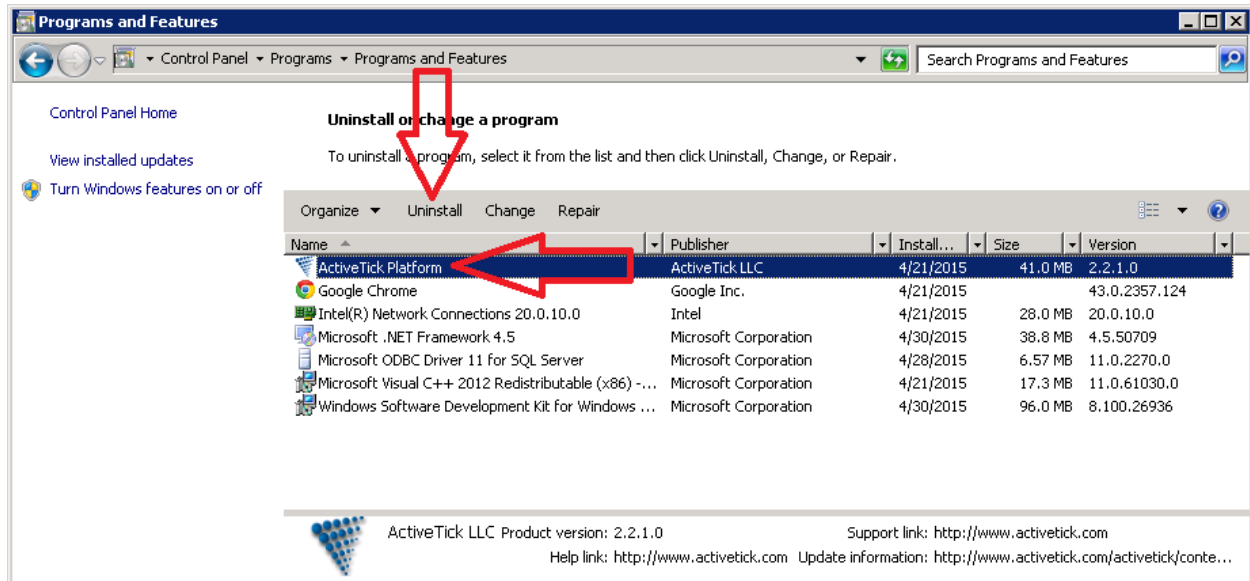 Programs and Features
Control Panel Programs Programs and Features Search Programs and Features
Control Panel Home
Uninstall or change a program
View installed updates
To uninstall a program, select it from the list and then click Uninstall, Change, or Repair.
Turn Windows features on or off
Organize Uninstall Change Repair
Name Publisher Install... Size Version
ActiveTick Platform ActiveTick LLC 4/21/2015 41.0 MB 2.2.1.0
Google Chrome Google Inc. 4/21/2015 43.0.2357.124
Intel(R) Network Connections 20.0.10.0 Intel 4/21/2015 28.0 MB 20.0.10.0
Microsoft .NET Framework 4.5 Microsoft Corporation 4/30/2015 38.8 MB 4.5.50709
Microsoft ODBC Driver 11 for SQL Server Microsoft Corporation 4/28/2015 6.57 MB 11.0.2270.0
Microsoft Visual C++ 2012 Redistributable (x86) -... Microsoft Corporation 4/21/2015 17.3 MB 11.0.61030.0
Windows Software Development Kit for Windows ... Microsoft Corporation 4/30/2015 96.0 MB 8.100.26936
ActiveTick LLC Product version: 2.2.1.0 Support link: http://www.activetick.com
Help link: http://www.activetick.com Update information: http://www.activetick.com/activetick/conte...